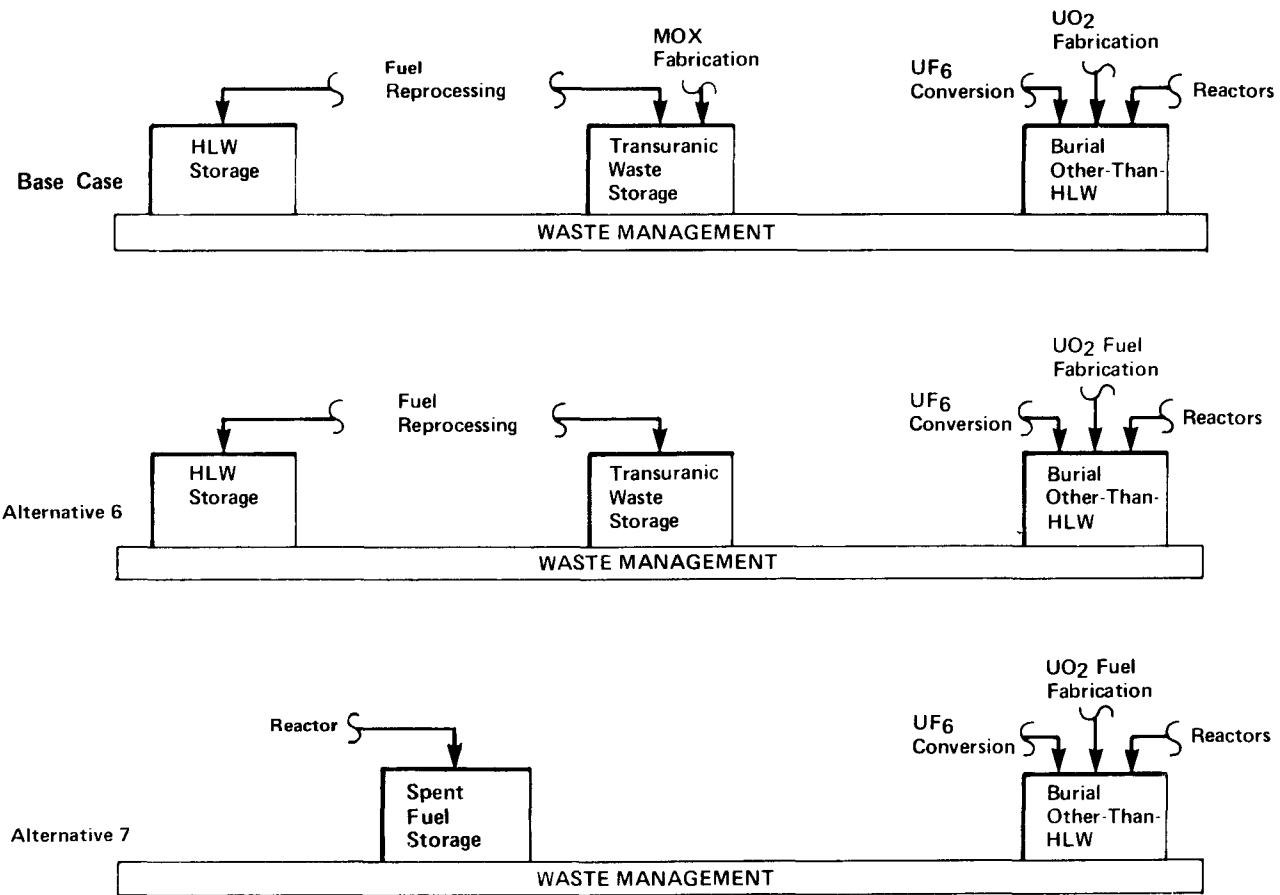 MOX
Fabrication
Fuel
Reprocessing
UO2
Fabrication
UF6
Conversion
Reactors
Base Case
HLW
Storage
Transuranic
Waste
Storage
Burial
Other-Than-
HLW
WASTE MANAGEMENT
Fuel
Reprocessing
UO2 Fuel
Fabrication
UF6
Conversion
Reactors
Alternative 6
HLW
Storage
Transuranic
Waste
Storage
Burial
Other-Than-
HLW
WASTE MANAGEMENT
Reactor
UO2 Fuel
Fabrication
UF6
Conversion
Reactors
Alternative 7
Spent
Fuel
Storage
Burial
Other-Than-
HLW
WASTE MANAGEMENT